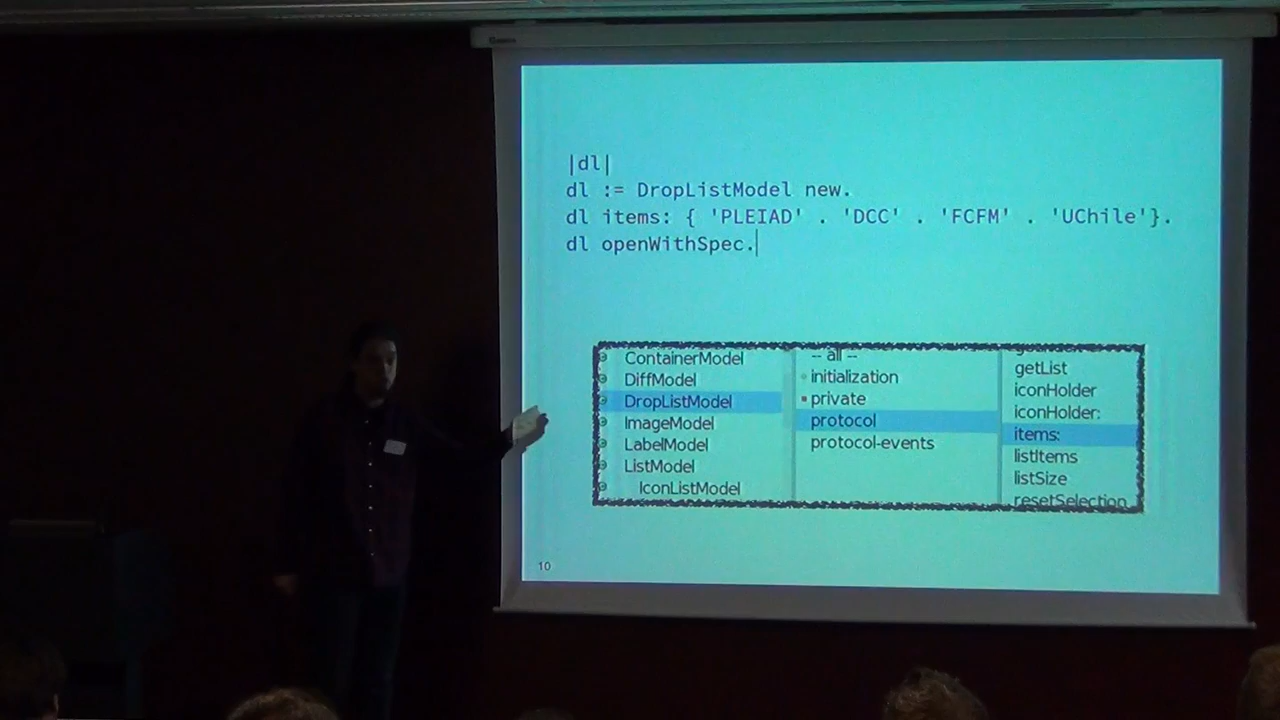 |dl|
dl := DropListModel new.
dl items: { 'PLEIAD' . 'DCC' . 'FCFM' . 'UChile'}.
dl openWithSpec.
ContainerModel
DiffModel
DropListModel
ImageModel
LabelModel
ListModel
IconListModel
-- all --
initialization
private
protocol
protocol-events
getList
iconHolder
iconHolder:
items:
listItems
listSize
resetSelection
10